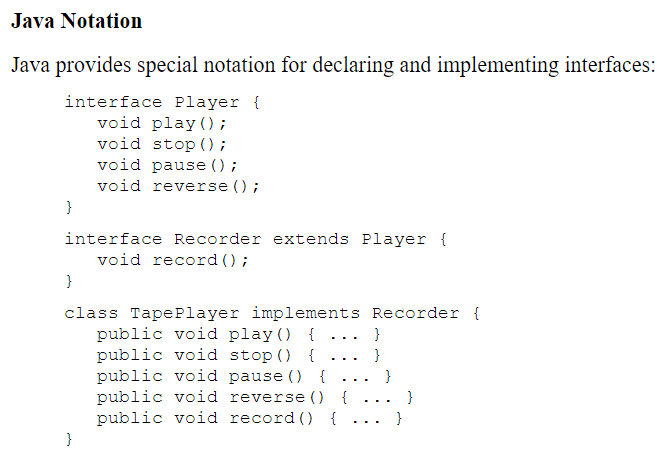 Java Notation
Java provides special notation for declaring and implementing interfaces:
interface Player {
   void play();
   void stop();
   void pause();
   void reverse();
}
interface Recorder extends Player {
   void record();
}
class TapePlayer implements Recorder {
   public void play() { ... }
   public void stop() { ... }
   public void pause() { ... }
   public void reverse() { ... }
   public void record() { ... }
}